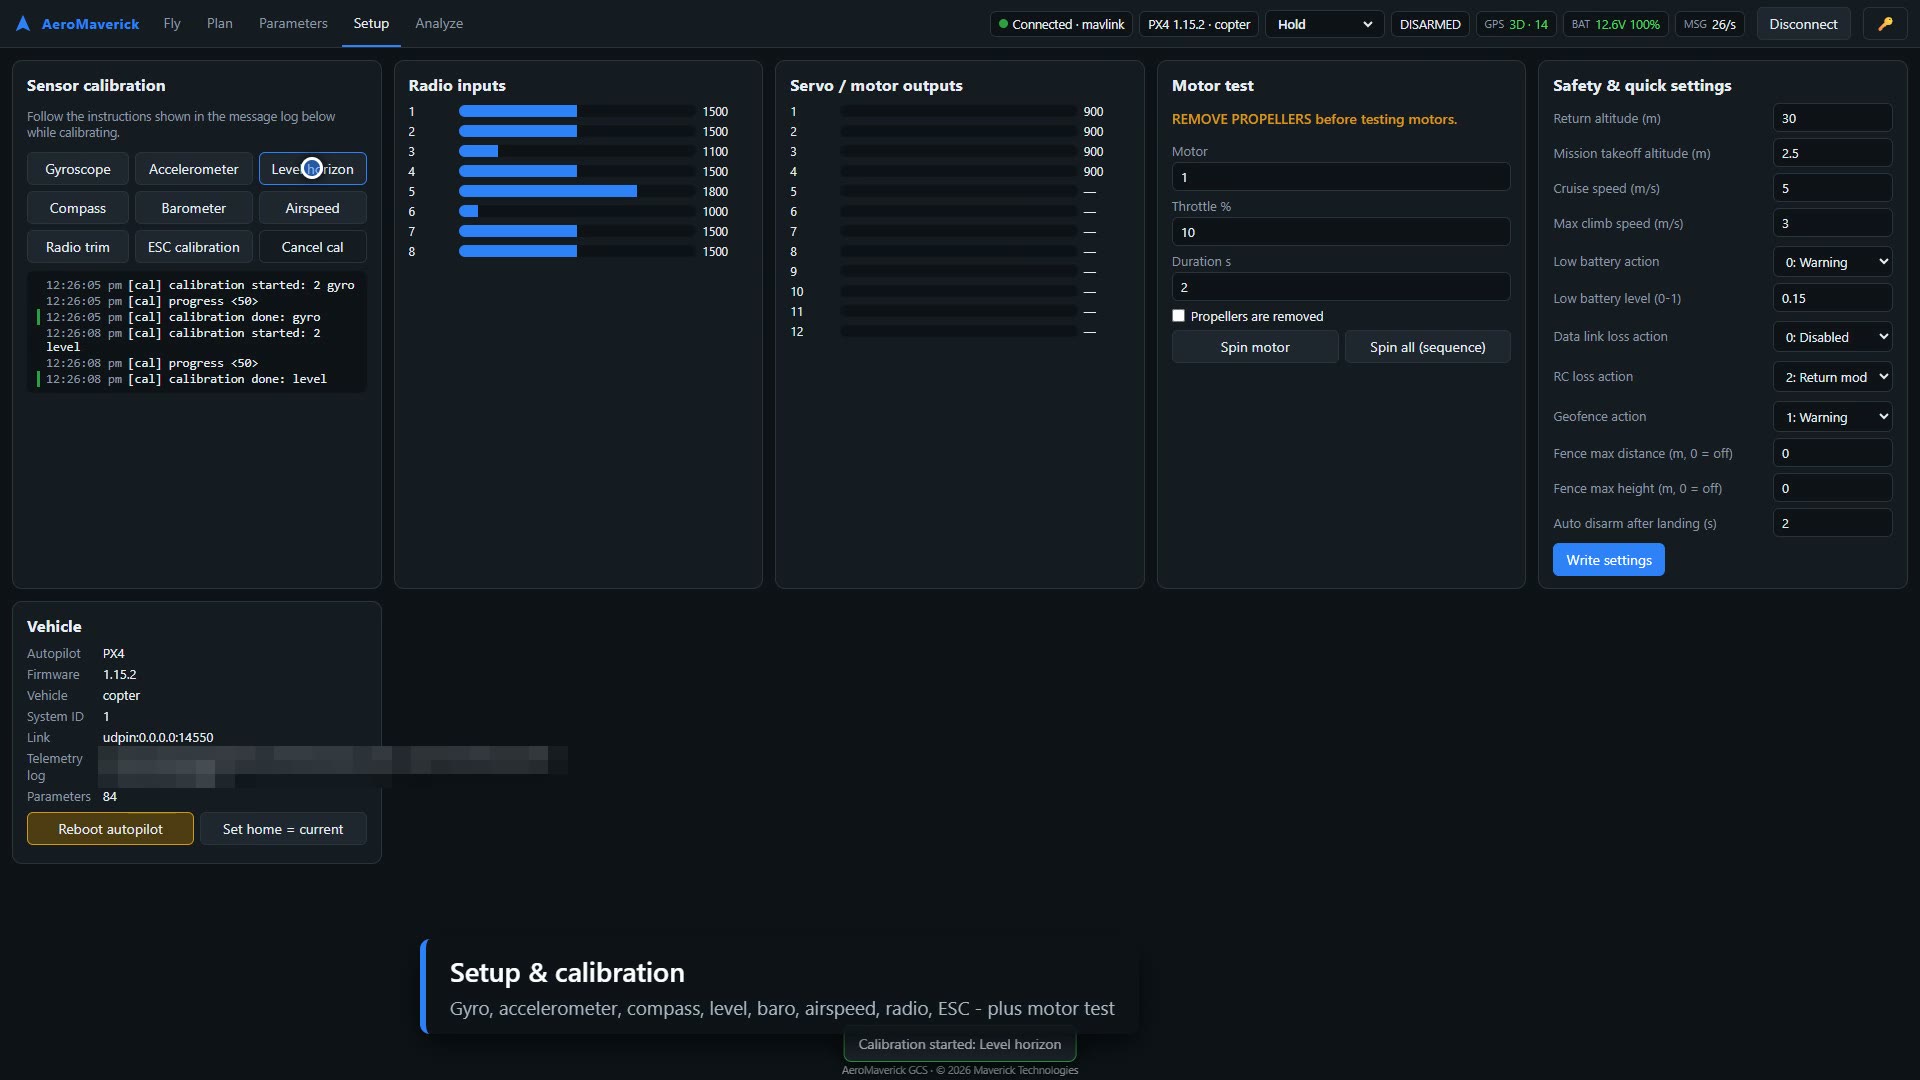 AeroMaverick Fly Plan Parameters Setup Analyze Connected · mavlink PX4 1.15.2 · copter Hold DISARMED GPS 3D · 14 BAT 12.6V 100% MSG 26/s Disconnect
Sensor calibration
Follow the instructions shown in the message log below
while calibrating.
Gyroscope Accelerometer Level horizon
Compass Barometer Airspeed
Radio trim ESC calibration Cancel cal
12:26:05 pm [cal] calibration started: 2 gyro
12:26:05 pm [cal] progress <50>
12:26:05 pm [cal] calibration done: gyro
12:26:08 pm [cal] calibration started: 2
level
12:26:08 pm [cal] progress <50>
12:26:08 pm [cal] calibration done: level
Radio inputs
1 1500
2 1500
3 1100
4 1500
5 1800
6 1000
7 1500
8 1500
Servo / motor outputs
1 900
2 900
3 900
4 900
5 —
6 —
7 —
8 —
9 —
10 —
11 —
12 —
Motor test
REMOVE PROPELLERS before testing motors.
Motor
1
Throttle %
10
Duration s
2
Propellers are removed
Spin motor Spin all (sequence)
Safety & quick settings
Return altitude (m) 30
Mission takeoff altitude (m) 2.5
Cruise speed (m/s) 5
Max climb speed (m/s) 3
Low battery action 0: Warning
Low battery level (0-1) 0.15
Data link loss action 0: Disabled
RC loss action 2: Return mod
Geofence action 1: Warning
Fence max distance (m, 0 = off) 0
Fence max height (m, 0 = off) 0
Auto disarm after landing (s) 2
Write settings
Vehicle
Autopilot PX4
Firmware 1.15.2
Vehicle copter
System ID 1
Link udpin:0.0.0.0:14550
Telemetry
log
Parameters 84
Reboot autopilot Set home = current
Setup & calibration
Gyro, accelerometer, compass, level, baro, airspeed, radio, ESC - plus motor test
Calibration started: Level horizon
AeroMaverick GCS · © 2026 Maverick Technologies